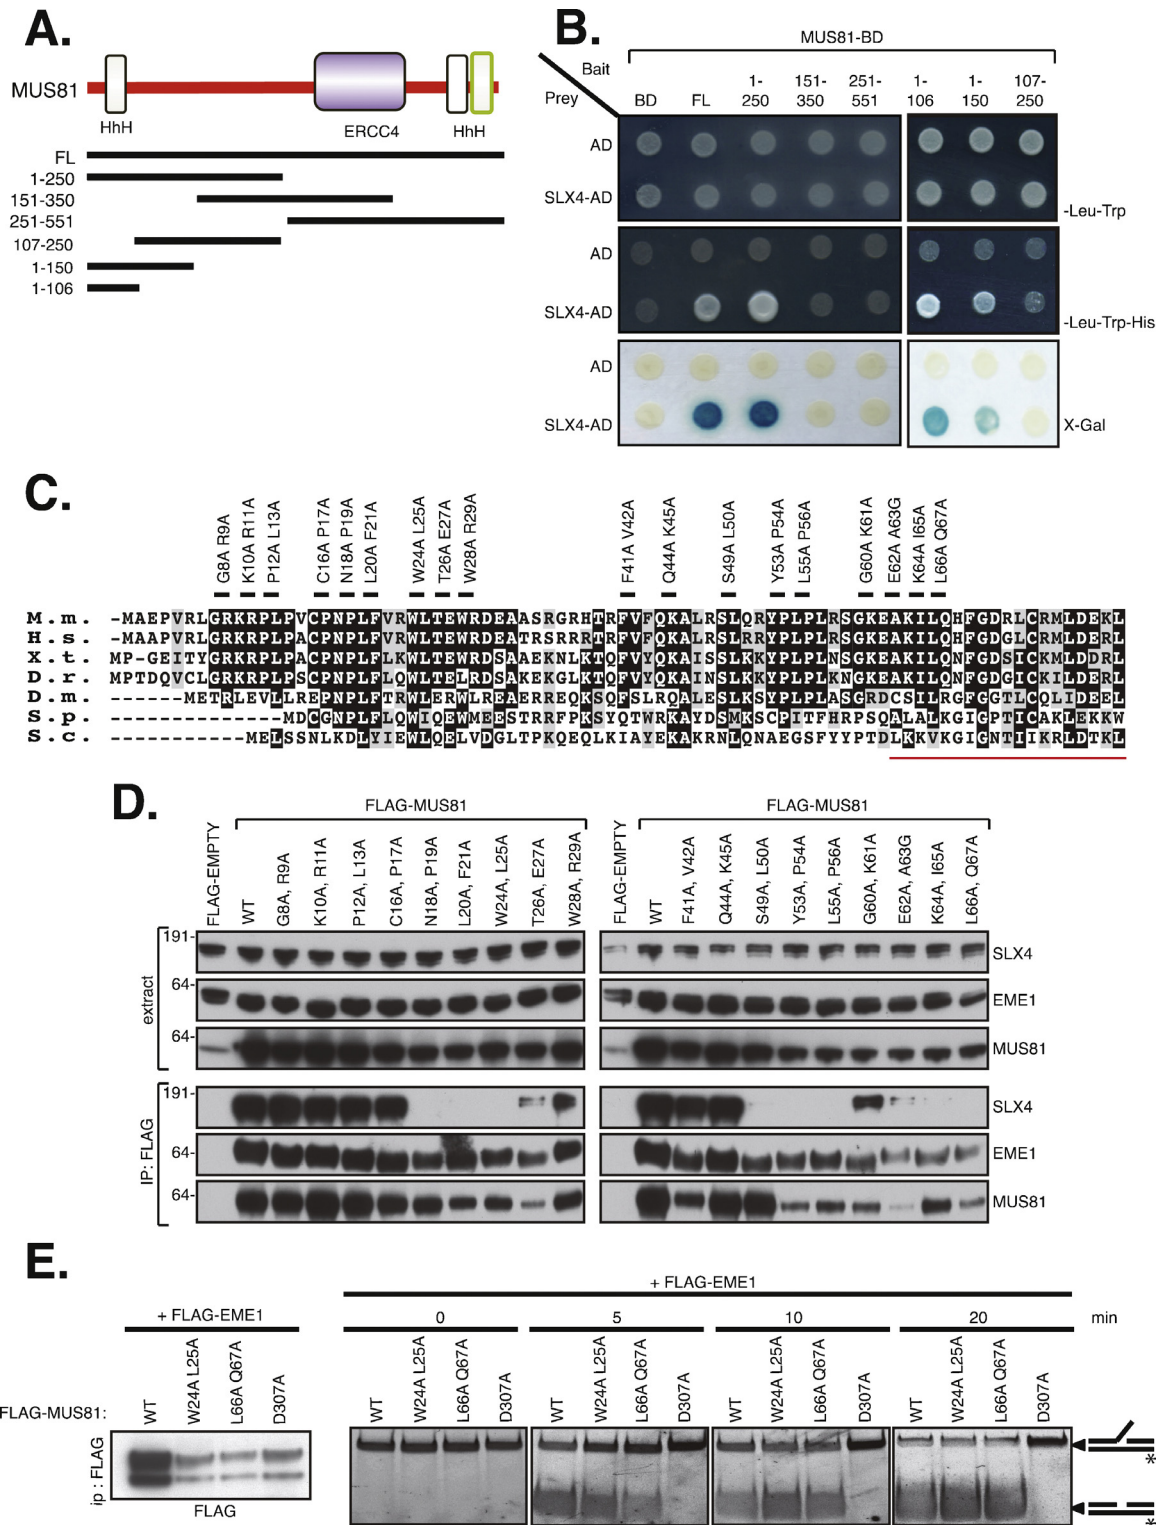 A.
MUS81
HhH
ERCC4
HhH
FL
1-250
151-350
251-551
107-250
1-150
1-106
B.
MUS81-BD
Bait
Prey
BD
FL
1-250
151-350
251-551
1-106
1-150
107-250
AD
SLX4-AD
-Leu-Trp
AD
SLX4-AD
-Leu-Trp-His
AD
SLX4-AD
X-Gal
C.
G8A R9A
K10A R11A
P12A L13A
C16A P17A
N18A P19A
L20A F21A
W24A L25A
T26A E27A
W28A R29A
F41A V42A
Q44A K45A
S49A L50A
Y53A P54A
L55A P56A
G60A K61A
E62A A63G
K64A I65A
L66A Q67A
M.m. -MAEPVRLGRKRPLPVCPNPLFVRWLTEWRDEAASRGRHTRFVFQKALRSLQRYPLPLRSGKEAKILQHFGDRLCRMLDEKL
H.s. -MAAPVRLGRKRPLPACPNPLFVRWLTEWRDEATRSRRRTRFVFQKALRSLRRYPLPLRSGKEAKILQHFGDGLCRMLDERL
X.t. MP-GEITYGRKRPLPACPNPLFLKWLTEWRDSAAEKNLKTQFVYQKAISSLKKYPLPLNSGKEAKILQNFGDSICKMLDDRL
D.r. MPTDQVCLGRKRPLPSCPNPLFLQWLTELRDSAKEKGLKTQFVYQKAINSLKKYPLPLKNGKEAKILQNFGDGICKILDERL
D.m. ------METRLEVLLREPNPLFTRWLERWLREAERREQKSQFSLRQALESLKSYPLPLASGRDCSILRGFGGTLCQLIDEEL
S.p. --------------MDCGNPLFLQWIQEWMEESTRRFPKSYQTWRKAYDSMKSCPITFHRPSQALALKGIGPTICAKLEKKW
S.c. -----------MELSSNLKDLYIEWLQELVDGLTPKQEQLKIAYEKAKRNLQNAEGSFYYPTDLKKVKGIGNTIIKRLDTKL
D.
FLAG-MUS81
FLAG-EMPTY
WT
G8A, R9A
K10A, R11A
P12A, L13A
C16A, P17A
N18A, P19A
L20A, F21A
W24A, L25A
T26A, E27A
W28A, R29A
FLAG-MUS81
FLAG-EMPTY
WT
F41A, V42A
Q44A, K45A
S49A, L50A
Y53A, P54A
L55A, P56A
G60A, K61A
E62A, A63G
K64A, I65A
L66A, Q67A
extract
191-
SLX4
64-
EME1
64-
MUS81
IP: FLAG
191-
SLX4
64-
EME1
64-
MUS81
E.
+ FLAG-EME1
FLAG-MUS81:
WT
W24A L25A
L66A Q67A
D307A
ip : FLAG
FLAG
+ FLAG-EME1
0
5
10
20
min
WT
W24A L25A
L66A Q67A
D307A
WT
W24A L25A
L66A Q67A
D307A
WT
W24A L25A
L66A Q67A
D307A
WT
W24A L25A
L66A Q67A
D307A
*
*